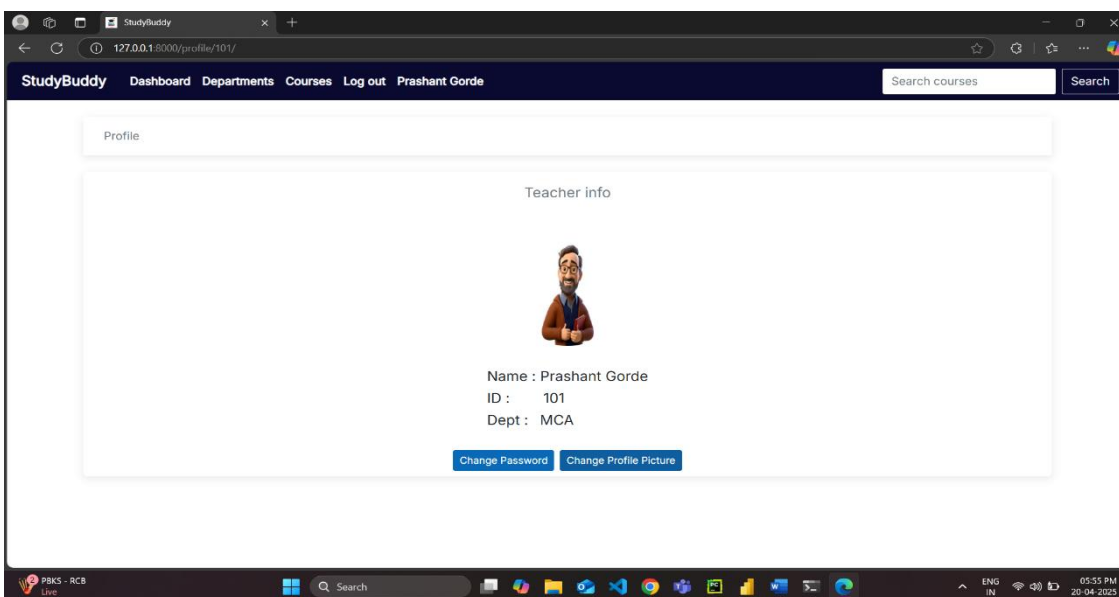 StudyBuddy
127.0.0.1:8000/profile/101/
StudyBuddy Dashboard Departments Courses Log out Prashant Gorde Search courses Search
Profile
Teacher info
Name : Prashant Gorde
ID : 101
Dept : MCA
Change Password Change Profile Picture
2 PBKS - RCB
Live
Search
ENG
IN
05:55 PM
20-04-2025